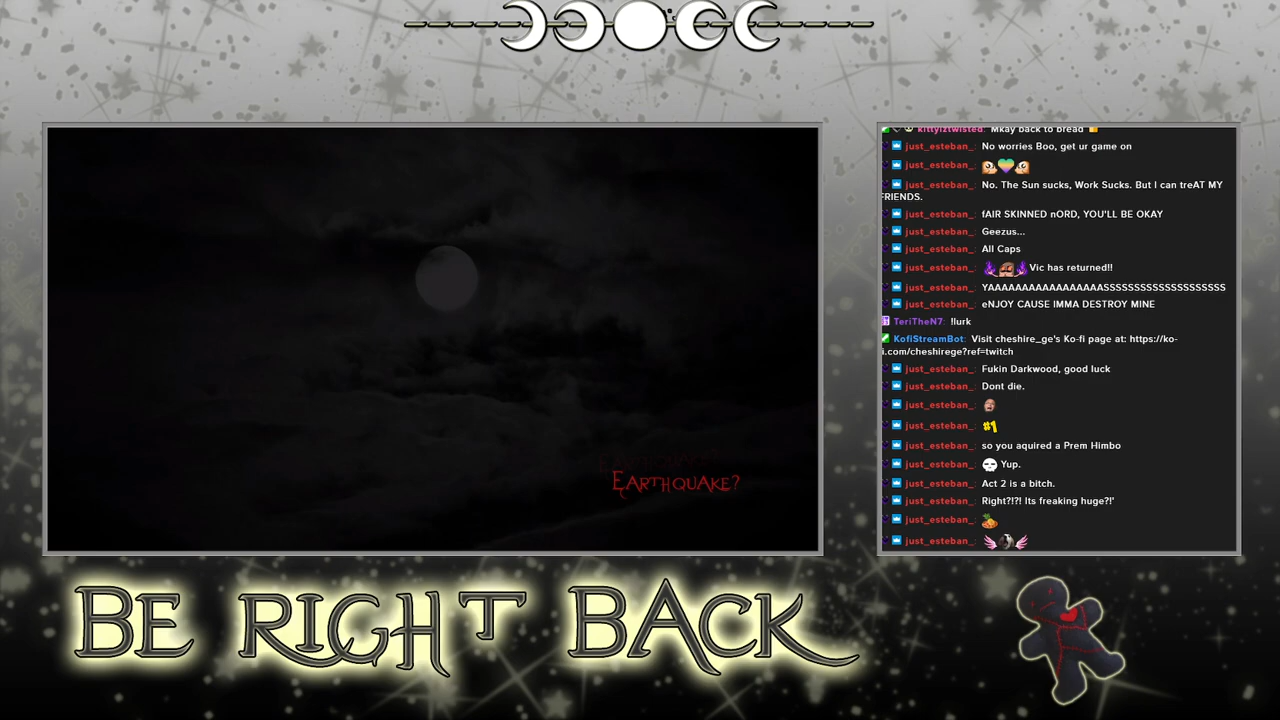 kittyiztwisted: Mkay back to bread
just_esteban_: No worries Boo, get ur game on
just_esteban_:
just_esteban_: No. The Sun sucks, Work Sucks. But I can treAT MY
FRIENDS.
just_esteban_: fAIR SKINNED nORD, YOU'LL BE OKAY
just_esteban_: Geezus...
just_esteban_: All Caps
just_esteban_: Vic has returned!!
just_esteban_: YAAAAAAAAAAAAAAAASSSSSSSSSSSSSSSSSSSS
just_esteban_: eNJOY CAUSE IMMA DESTROY MINE
TeriTheN7: !lurk
KofiStreamBot: Visit cheshire_ge's Ko-fi page at: https://ko-
i.com/cheshirege?ref=twitch
just_esteban_: Fukin Darkwood, good luck
just_esteban_: Dont die.
just_esteban_:
just_esteban_: #1
just_esteban_: so you aquired a Prem Himbo
just_esteban_: Yup.
just_esteban_: Act 2 is a bitch.
just_esteban_: Right?!?! Its freaking huge?!'
just_esteban_:
just_esteban_:
EARTHQUAKE?
EARTHQUAKE?
BE RIGHT BACK